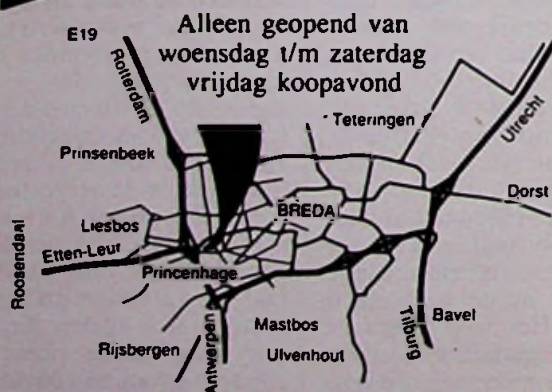 Alleen geopend van
woensdag t/m zaterdag
vrijdag koopavond
E19
Rotterdam
Utrecht
Teteringen
Prinsenbeek
Dorst
Liesbos
BREDA
Etten-Leur
Roosendaal
Princenhage
Bavel
Tilburg
Mastbos
Antwerpen
Rijsbergen
Ulvenhout